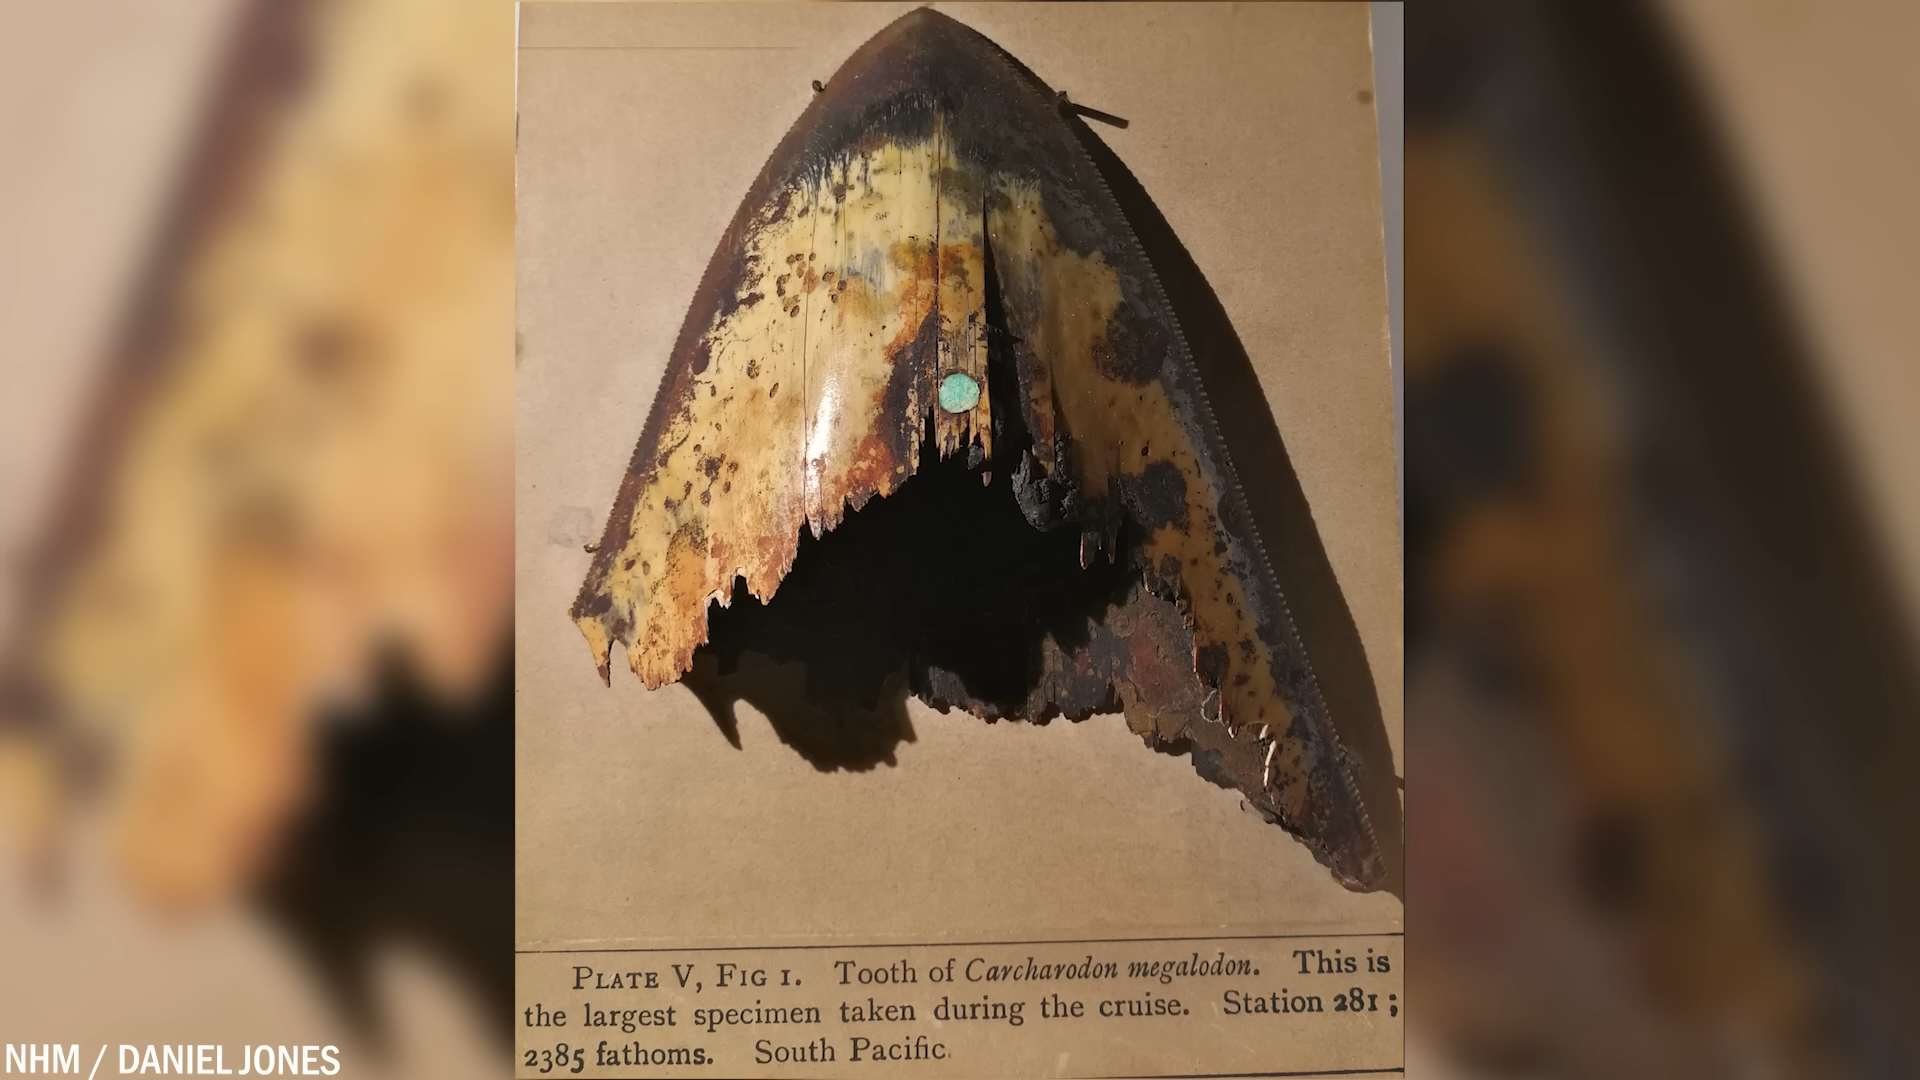 PLATE V, FIG 1. Tooth of Carcharodon megalodon. This is
the largest specimen taken during the cruise. Station 281 ;
2385 fathoms. South Pacific.
NHM / DANIEL JONES